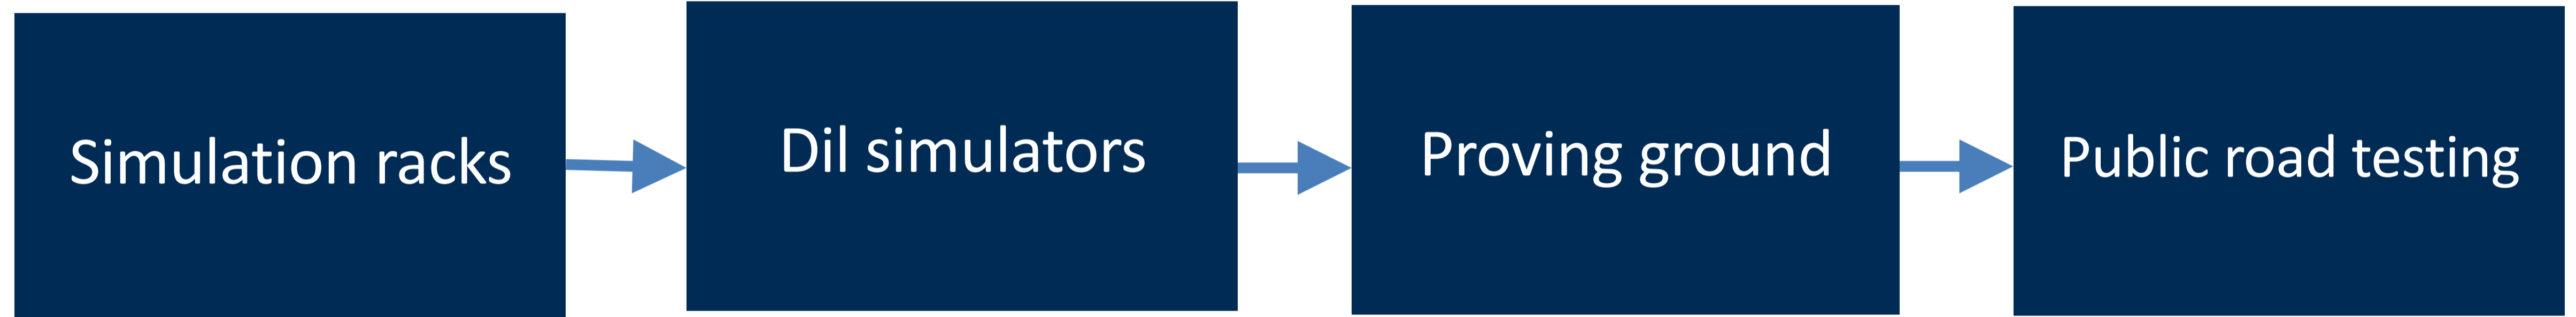 Simulation racks
Dil simulators
Proving ground
Public road testing